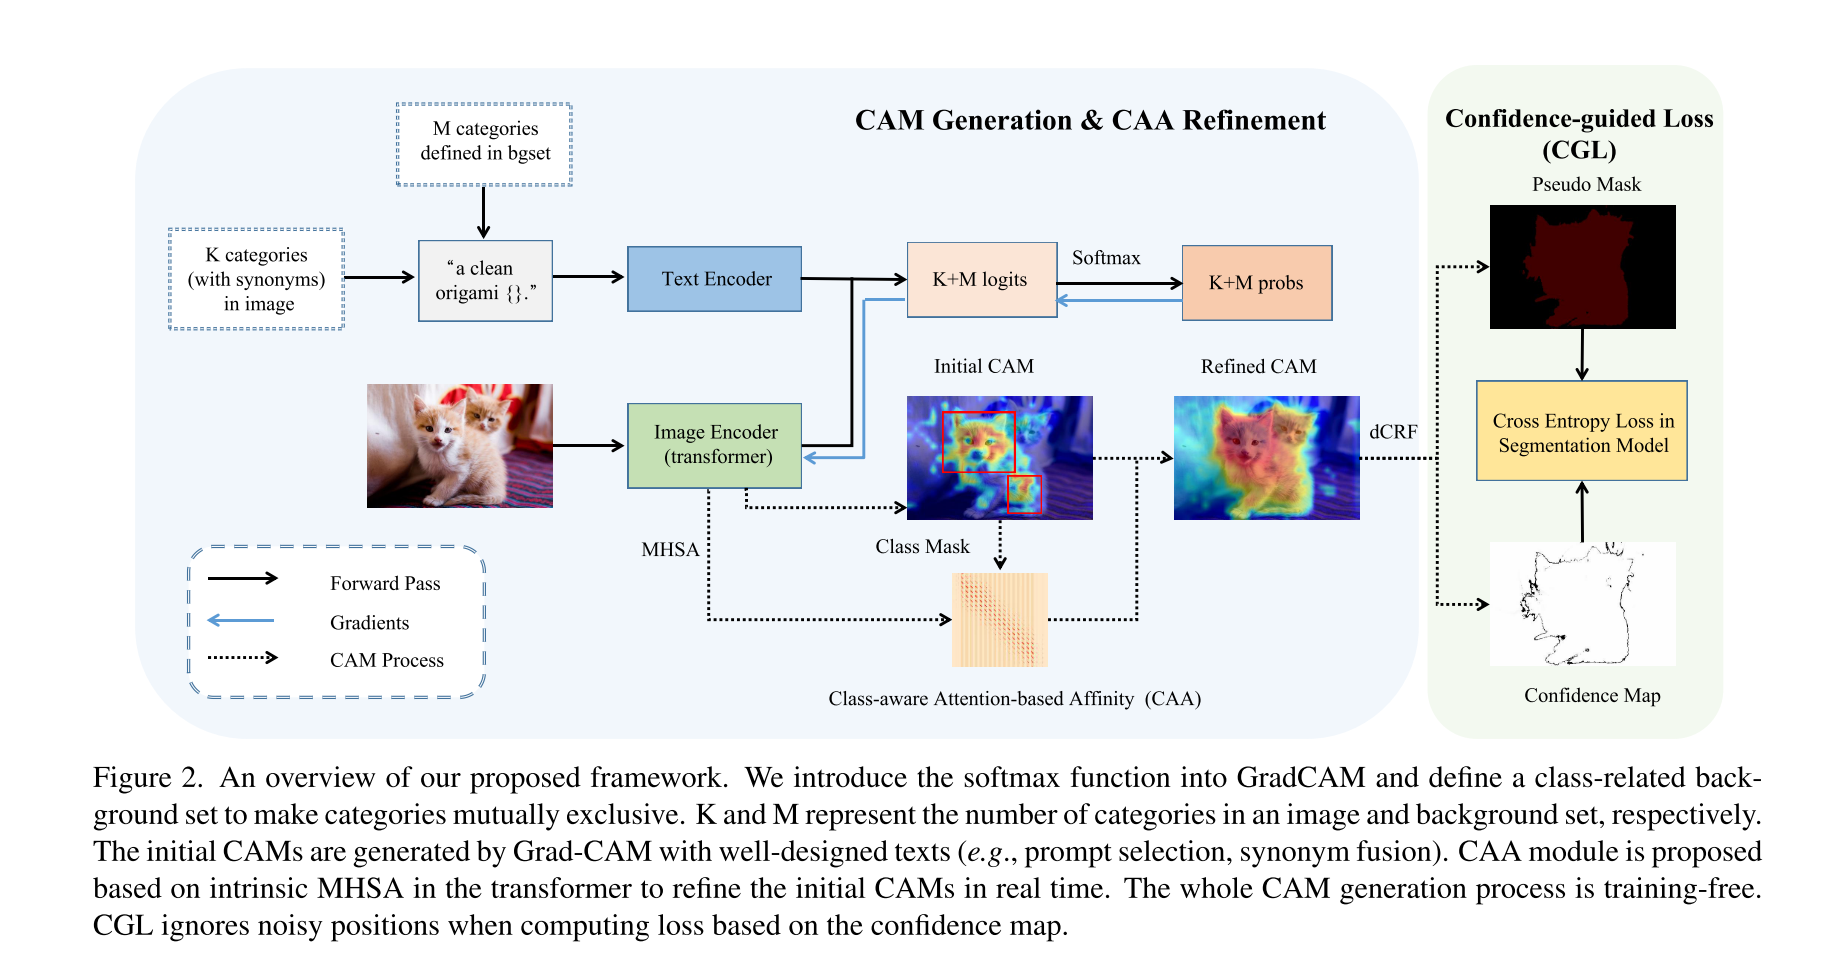 CAM Generation & CAA Refinement
M categories
defined in bgset
K categories
(with synonyms)
in image
“a clean
origami {}.”
Text Encoder
K+M logits
Softmax
K+M probs
Image Encoder
(transformer)
Initial CAM
Refined CAM
dCRF
MHSA
Class Mask
Class-aware Attention-based Affinity (CAA)
Forward Pass
Gradients
CAM Process
Confidence-guided Loss
(CGL)
Pseudo Mask
Cross Entropy Loss in
Segmentation Model
Confidence Map
Figure 2. An overview of our proposed framework. We introduce the softmax function into GradCAM and define a class-related back-
ground set to make categories mutually exclusive. K and M represent the number of categories in an image and background set, respectively.
The initial CAMs are generated by Grad-CAM with well-designed texts (e.g., prompt selection, synonym fusion). CAA module is proposed
based on intrinsic MHSA in the transformer to refine the initial CAMs in real time. The whole CAM generation process is training-free.
CGL ignores noisy positions when computing loss based on the confidence map.